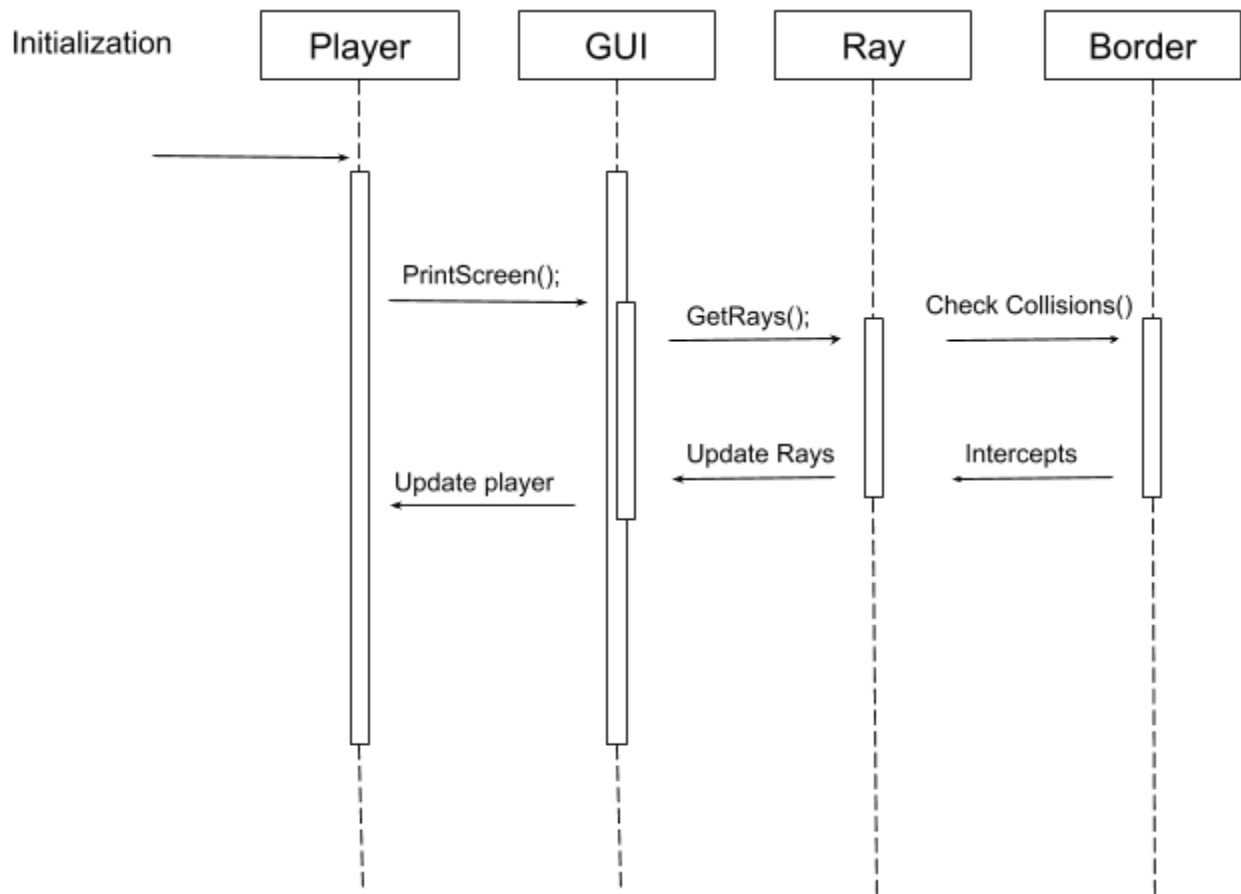 Initialization
Player
GUI
Ray
Border
PrintScreen();
GetRays();
Check Collisions()
Update player
Update Rays
Intercepts